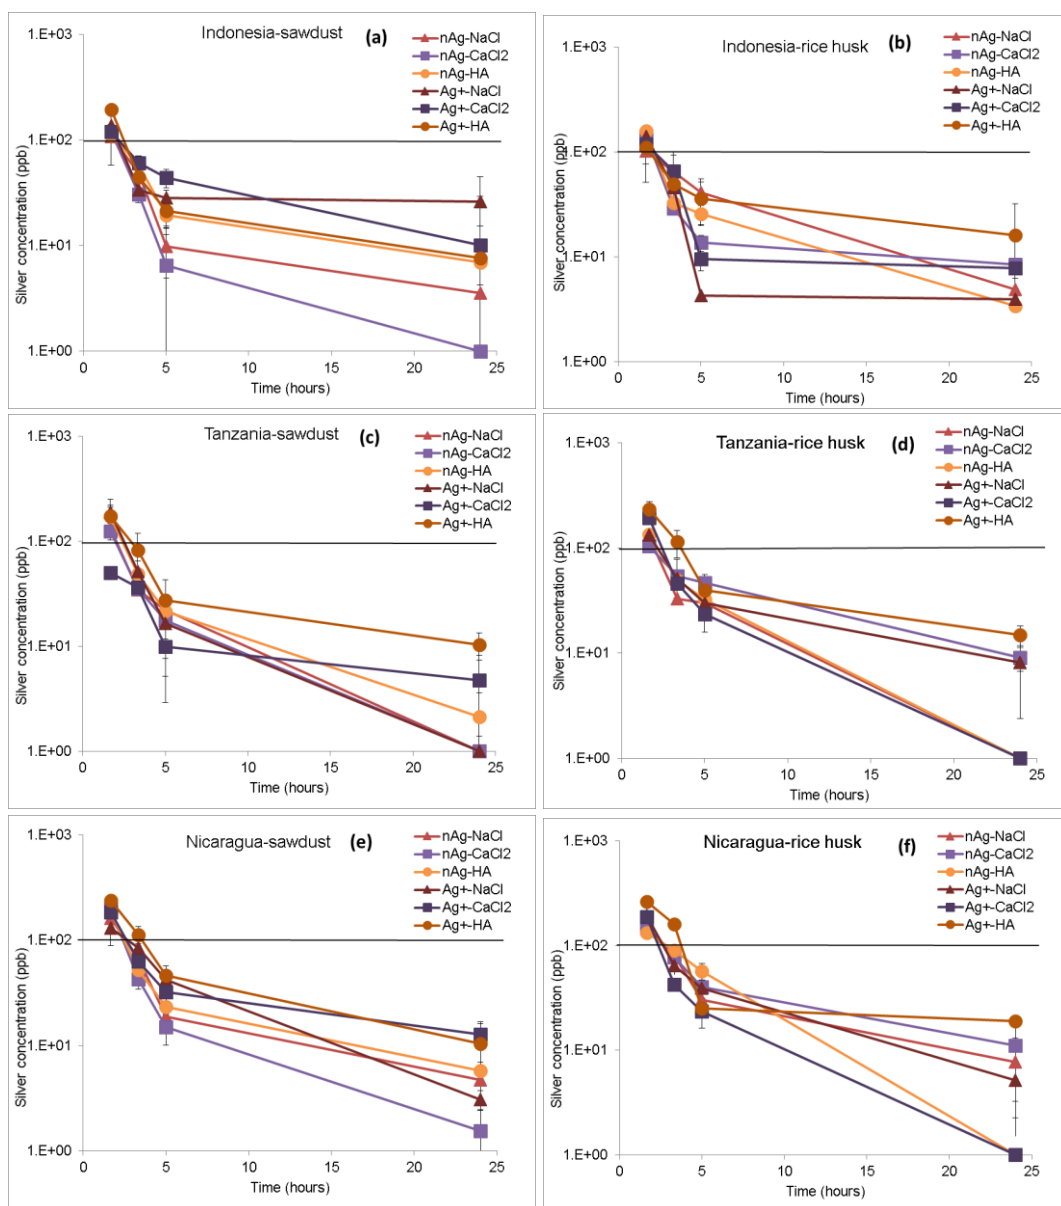 Indonesia-sawdust (a)
1.E+03
1.E+02
1.E+01
1.E+00
Silver concentration (ppb)
0 5 10 15 20 25
Time (hours)
nAg-NaCl
nAg-CaCl2
nAg-HA
Ag+-NaCl
Ag+-CaCl2
Ag+-HA
Indonesia-rice husk (b)
1.E+03
1.E+02
1.E+01
1.E+00
Silver concentration (ppb)
0 5 10 15 20 25
Time (hours)
nAg-NaCl
nAg-CaCl2
nAg-HA
Ag+-NaCl
Ag+-CaCl2
Ag+-HA
Tanzania-sawdust (c)
1.E+03
1.E+02
1.E+01
1.E+00
Silver concentration (ppb)
0 5 10 15 20 25
Time (hours)
nAg-NaCl
nAg-CaCl2
nAg-HA
Ag+-NaCl
Ag+-CaCl2
Ag+-HA
Tanzania-rice husk (d)
1.E+03
1.E+02
1.E+01
1.E+00
Silver concentration (ppb)
0 5 10 15 20 25
Time (hours)
nAg-NaCl
nAg-CaCl2
nAg-HA
Ag+-NaCl
Ag+-CaCl2
Ag+-HA
Nicaragua-sawdust (e)
1.E+03
1.E+02
1.E+01
1.E+00
Silver concentration (ppb)
0 5 10 15 20 25
Time (hours)
nAg-NaCl
nAg-CaCl2
nAg-HA
Ag+-NaCl
Ag+-CaCl2
Ag+-HA
Nicaragua-rice husk (f)
1.E+03
1.E+02
1.E+01
1.E+00
Silver concentration (ppb)
0 5 10 15 20 25
Time (hours)
nAg-NaCl
nAg-CaCl2
nAg-HA
Ag+-NaCl
Ag+-CaCl2
Ag+-HA